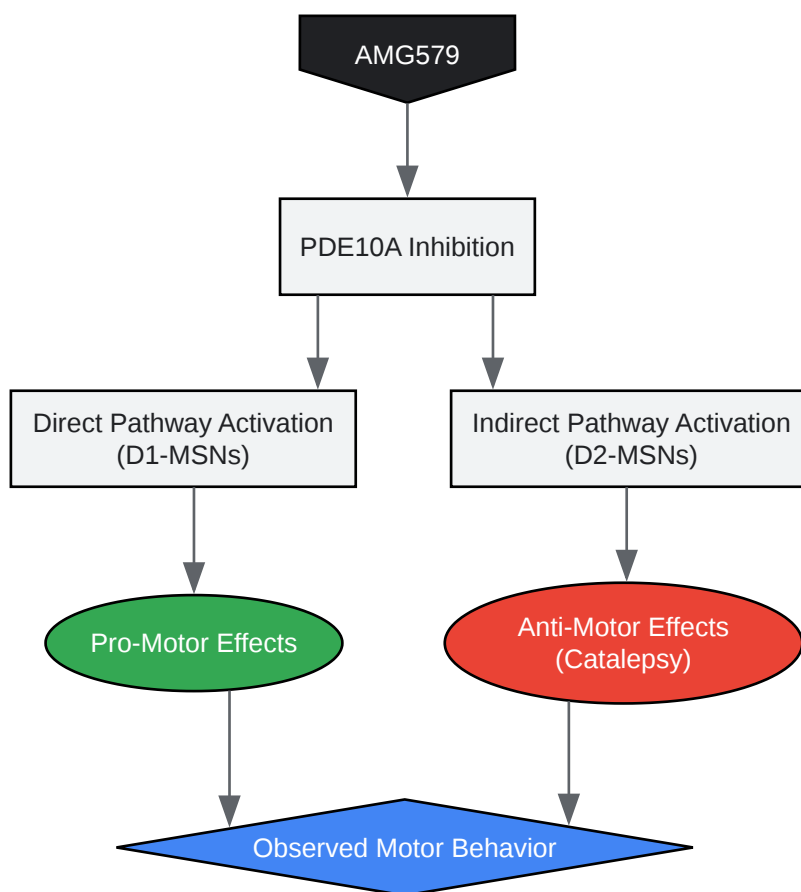 AMG579
PDE10A Inhibition
Direct Pathway Activation
(D1-MSNs)
Indirect Pathway Activation
(D2-MSNs)
Pro-Motor Effects
Anti-Motor Effects
(Catalepsy)
Observed Motor Behavior